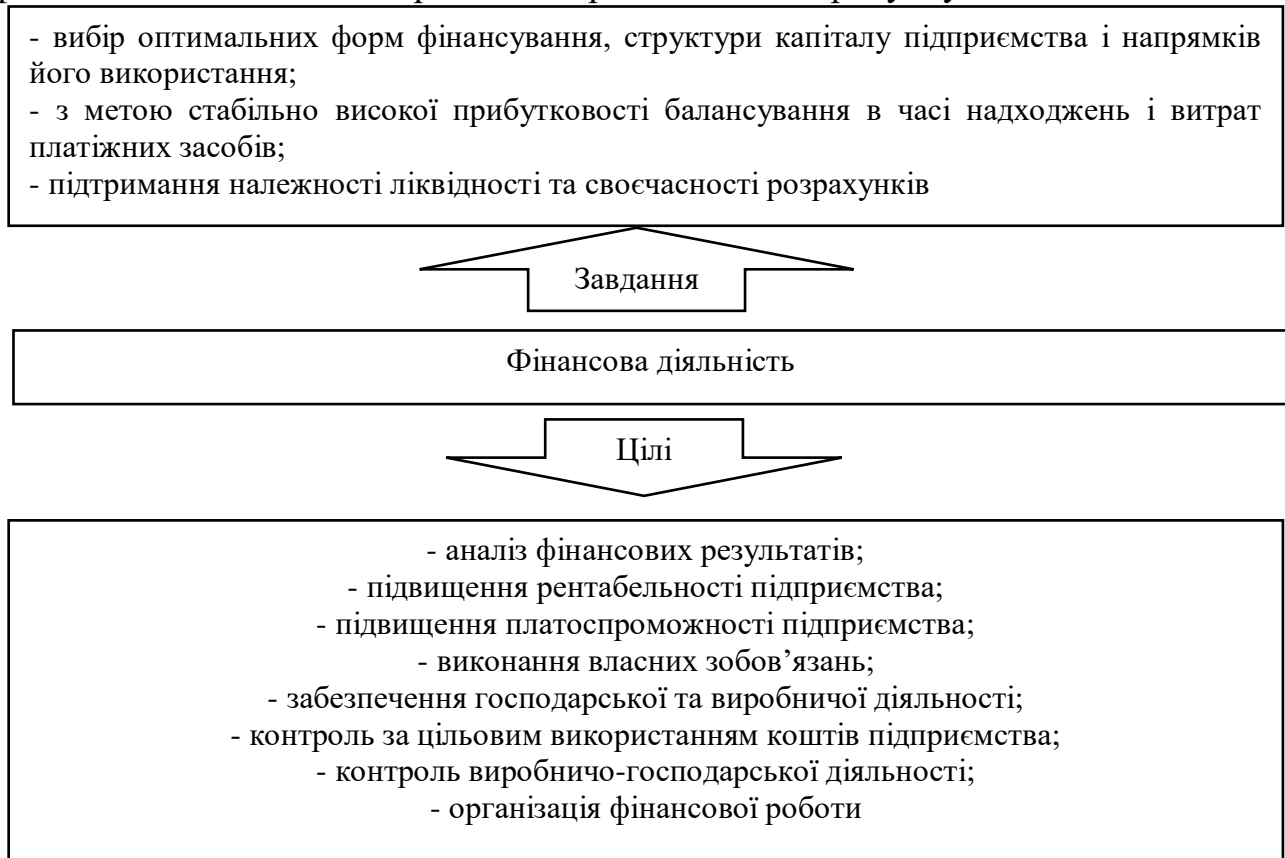 - вибір оптимальних форм фінансування, структури капіталу підприємства і напрямків
його використання;
- з метою стабільно високої прибутковості балансування в часі надходжень і витрат
платіжних засобів;
- підтримання належності ліквідності та своєчасності розрахунків
Завдання
Фінансова діяльність
Цілі
- аналіз фінансових результатів;
- підвищення рентабельності підприємства;
- підвищення платоспроможності підприємства;
- виконання власних зобов’язань;
- забезпечення господарської та виробничої діяльності;
- контроль за цільовим використанням коштів підприємства;
- контроль виробничо-господарської діяльності;
- організація фінансової роботи